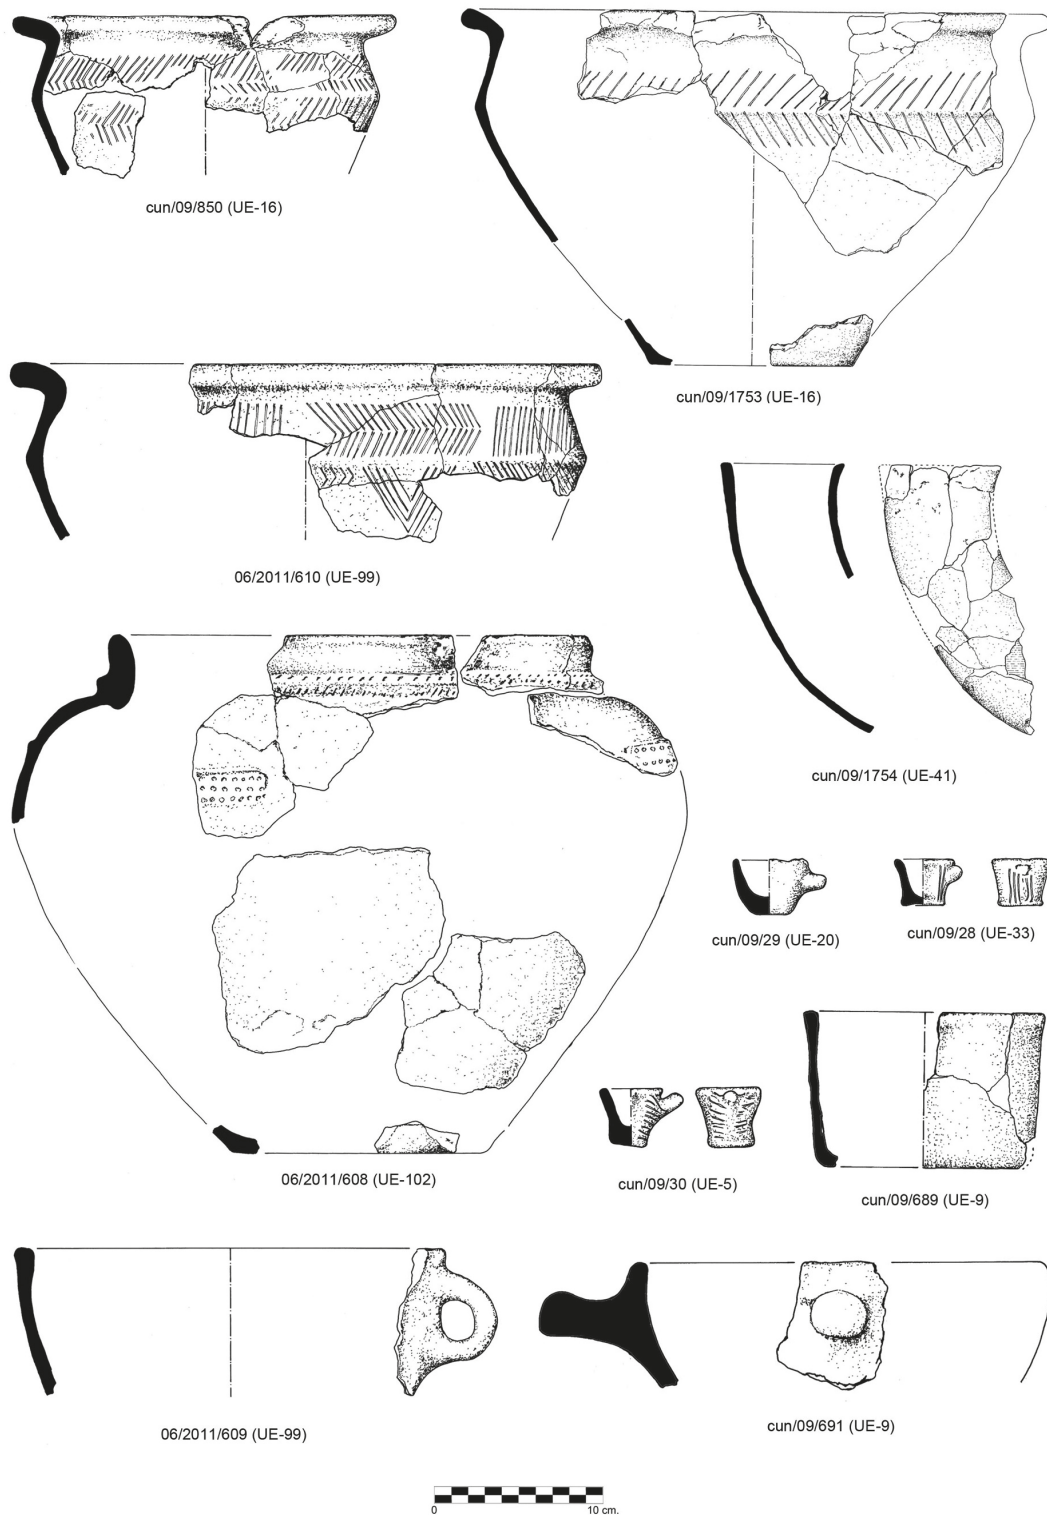 cun/09/850 (UE-16)
cun/09/1753 (UE-16)
06/2011/610 (UE-99)
cun/09/1754 (UE-41)
cun/09/29 (UE-20)
cun/09/28 (UE-33)
06/2011/608 (UE-102)
cun/09/30 (UE-5)
cun/09/689 (UE-9)
06/2011/609 (UE-99)
cun/09/691 (UE-9)
0 10 cm.